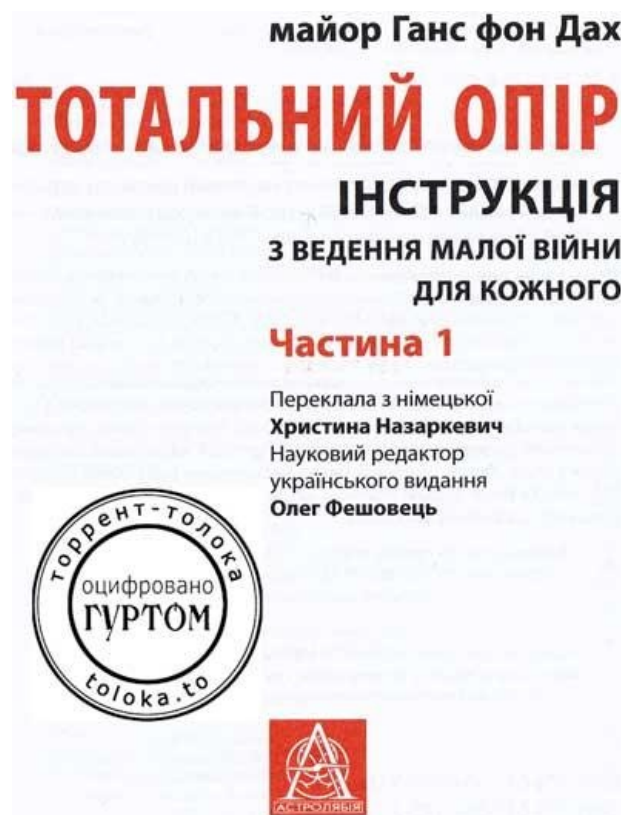 майор Ганс фон Дах
ТОТАЛЬНИЙ ОПІР
ІНСТРУКЦІЯ
З ВЕДЕННЯ МАЛОЇ ВІЙНИ
ДЛЯ КОЖНОГО
Частина 1
Переклала з німецької
Христина Назаркевич
Науковий редактор
українського видання
Олег Фешовець
торрент-толока
оцифровано
ГУРТОМ
toloka.to
АСТРОЛЯБІЯ